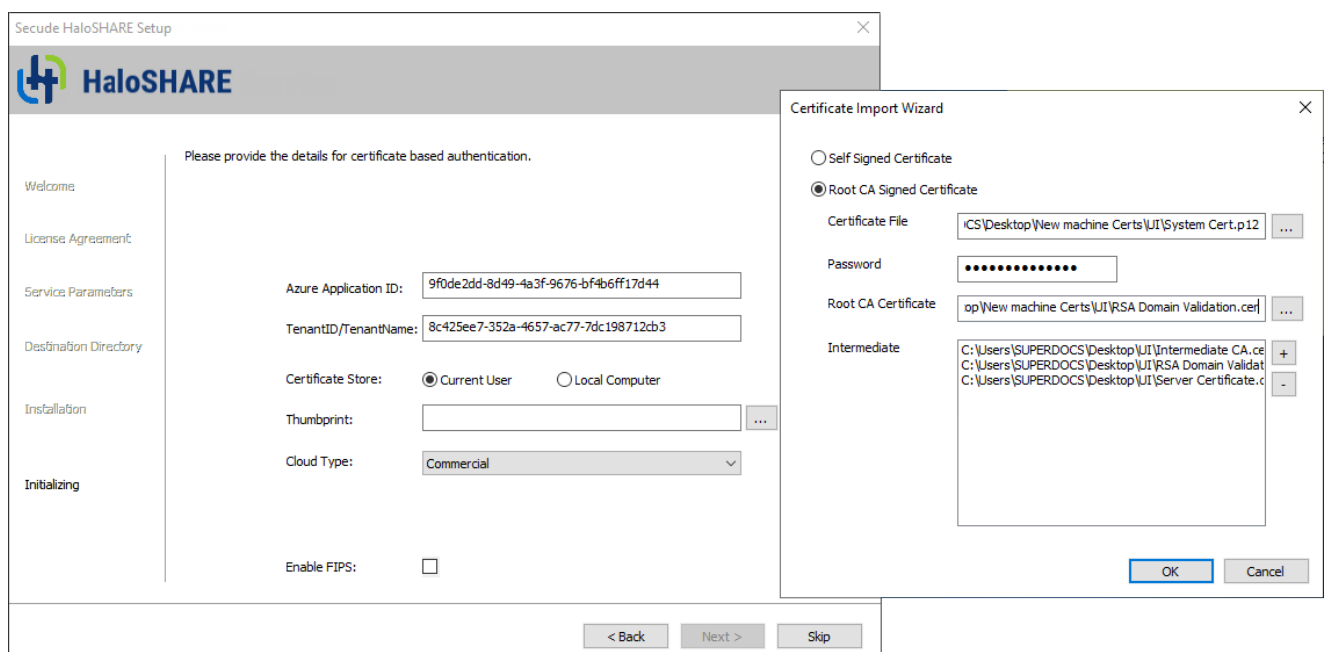 Secude HaloSHARE Setup
HaloSHARE
Please provide the details for certificate based authentication.
Welcome
License Agreement
Service Parameters
Destination Directory
Installation
Initializing
Azure Application ID:
9f0de2dd-8d49-4a3f-9676-bf4b6ff17d44
TenantID/TenantName:
8c425ee7-352a-4657-ac77-7dc198712cb3
Certificate Store:
Current User
Local Computer
Thumbprint:
...
Cloud Type:
Commercial
Enable FIPS:
< Back
Next >
Skip
Certificate Import Wizard
Self Signed Certificate
Root CA Signed Certificate
Certificate File
CS\Desktop\New machine Certs\UI\System Cert.p12
...
Password
Root CA Certificate
op\New machine Certs\UI\RSA Domain Validation.cer
...
Intermediate
C:\Users\SUPERDOCS\Desktop\UI\Intermediate CA.ce
C:\Users\SUPERDOCS\Desktop\UI\RSA Domain Validat
C:\Users\SUPERDOCS\Desktop\UI\Server Certificate.c
+
-
OK
Cancel